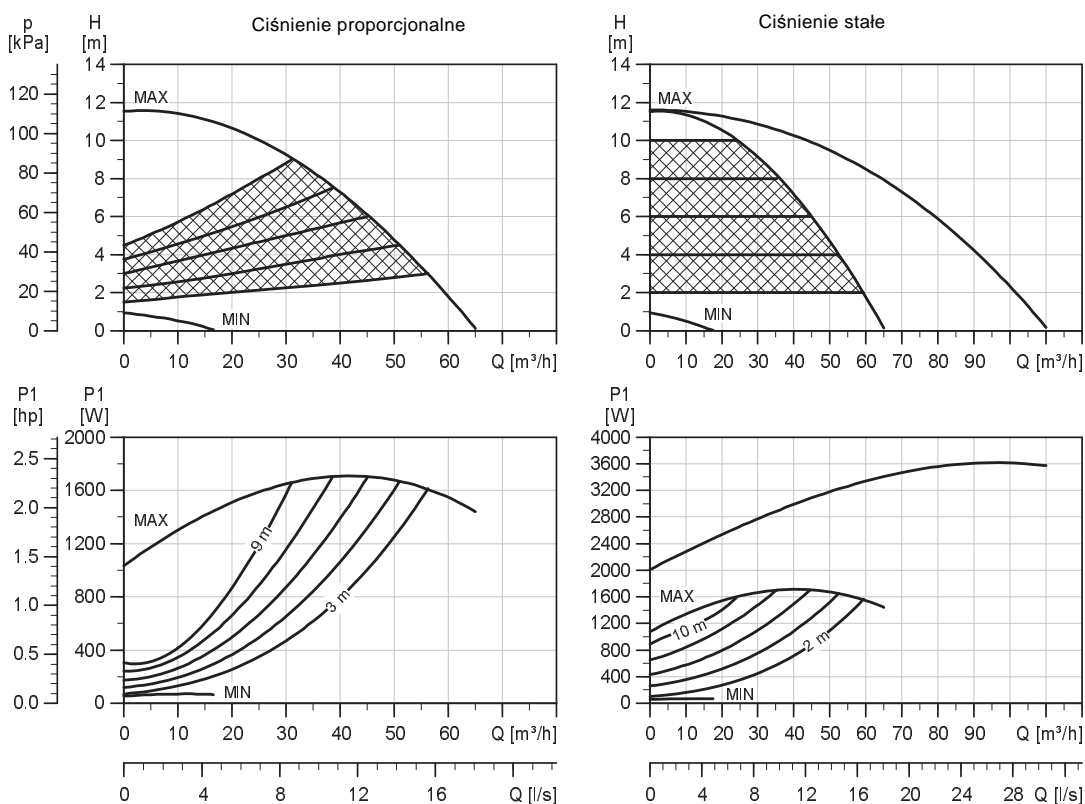 Ciśnienie proporcjonalne
p
[kPa]
H
[m]
120
100
80
60
40
20
0
14
12
10
8
6
4
2
0
MAX
MIN
0 10 20 30 40 50 60 Q [m³/h]
Ciśnienie stałe
H
[m]
14
12
10
8
6
4
2
0
MAX
MIN
0 10 20 30 40 50 60 70 80 90 Q [m³/h]
P1
[hp]
P1
[W]
2.5
2.0
1.5
1.0
0.5
0.0
2000
1600
1200
800
400
0
MAX
9 m
3 m
MIN
0 10 20 30 40 50 60 Q [m³/h]
0 4 8 12 16 Q [l/s]
P1
[W]
4000
3600
3200
2800
2400
2000
1600
1200
800
400
0
MAX
10 m
2 m
MIN
0 10 20 30 40 50 60 70 80 90 Q [m³/h]
0 4 8 12 16 20 24 28 Q [l/s]